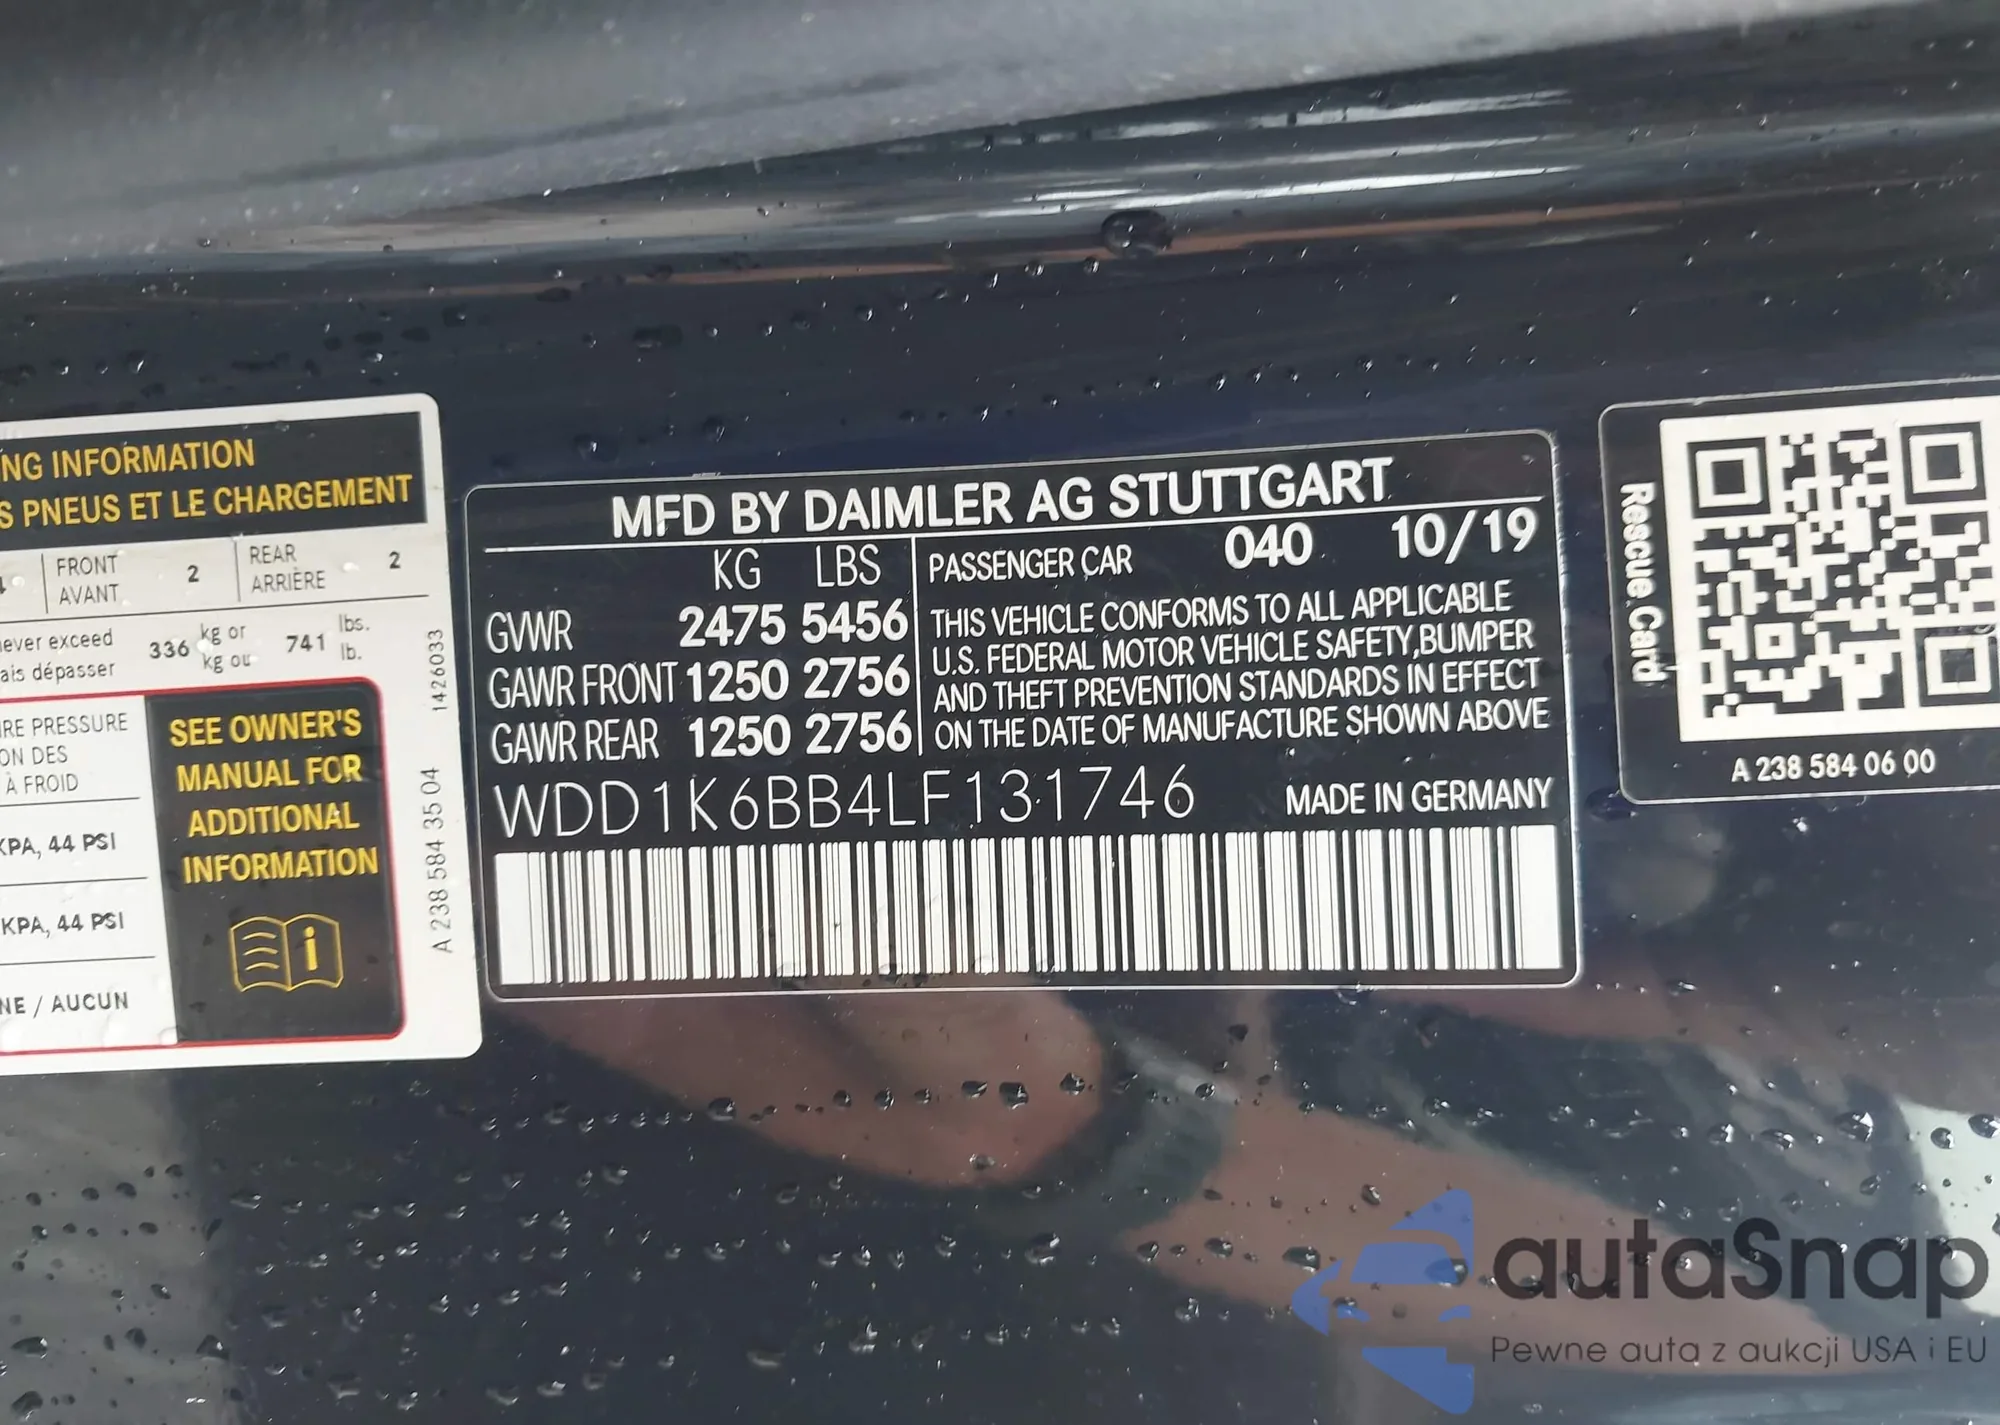 NG INFORMATION
S PNEUS ET LE CHARGEMENT
FRONT
AVANT
2
REAR
ARRIÈRE
2
never exceed
ais dépasser
336
kg or
kg ou
741
lbs.
lb.
IRE PRESSURE
ON DES
À FROID
KPA, 44 PSI
KPA, 44 PSI
NE / AUCUN
SEE OWNER'S
MANUAL FOR
ADDITIONAL
INFORMATION
i
1426033
A 238 584 35 04
MFD BY DAIMLER AG STUTTGART
KG LBS
GVWR 2475 5456
GAWR FRONT 1250 2756
GAWR REAR 1250 2756
PASSENGER CAR 040 10/19
THIS VEHICLE CONFORMS TO ALL APPLICABLE
U.S. FEDERAL MOTOR VEHICLE SAFETY,BUMPER
AND THEFT PREVENTION STANDARDS IN EFFECT
ON THE DATE OF MANUFACTURE SHOWN ABOVE
WDD1K6BB4LF131746 MADE IN GERMANY
Rescue Card
A 238 584 06 00
autaSnap
Pewne auta z aukcji USA i EU